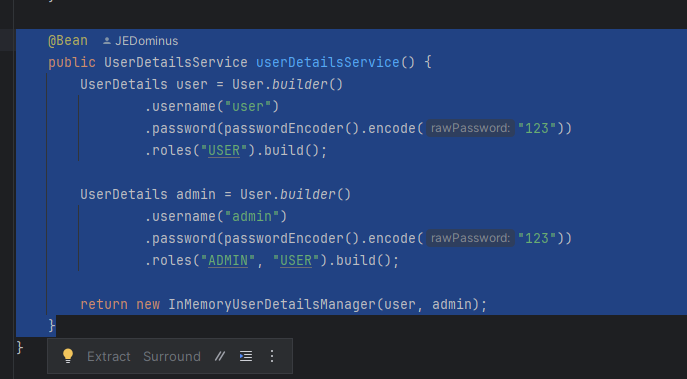 @Bean JEDominus
public UserDetailsService userDetailsService() {
UserDetails user = User.builder()
.username("user")
.password(passwordEncoder().encode( rawPassword: "123"))
.roles("USER").build();
UserDetails admin = User.builder()
.username("admin")
.password(passwordEncoder().encode( rawPassword: "123"))
.roles("ADMIN", "USER").build();
return new InMemoryUserDetailsManager(user, admin);
}
}
Extract Surround //